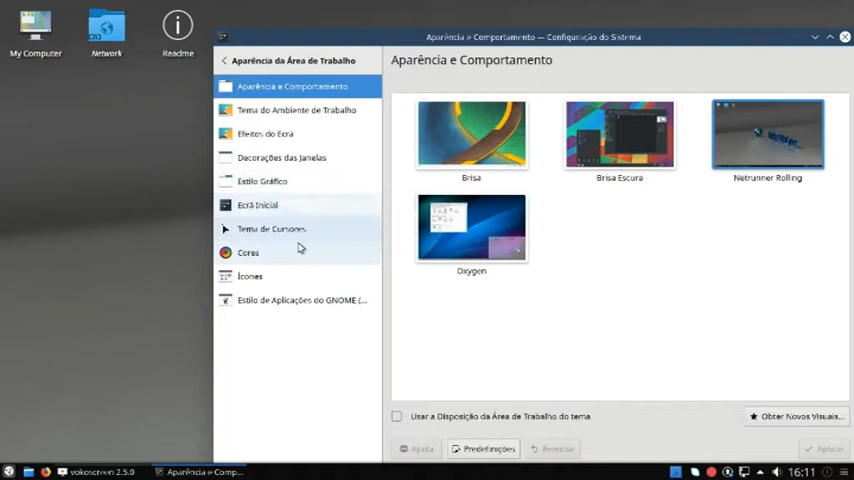 My Computer
Network
Readme
Aparência e Comportamento — Configuração do Sistema
Aparência da Área de Trabalho
Aparência e Comportamento
Tema do Ambiente de Trabalho
Efeitos do Ecrã
Decorações das Janelas
Estilo Gráfico
Ecrã Inicial
Tema de Cursores
Cores
Ícones
Estilo de Aplicações do GNOME (...
Aparência e Comportamento
Brisa
Brisa Escura
Netrunner Rolling
Oxygen
Usar a Disposição da Área de Trabalho do tema
Obter Novos Visuais...
Ajuda
Predefinições
Reiniciar
Aplicar
vokoscreen 2.5.0
Aparência e Comp...
16:11